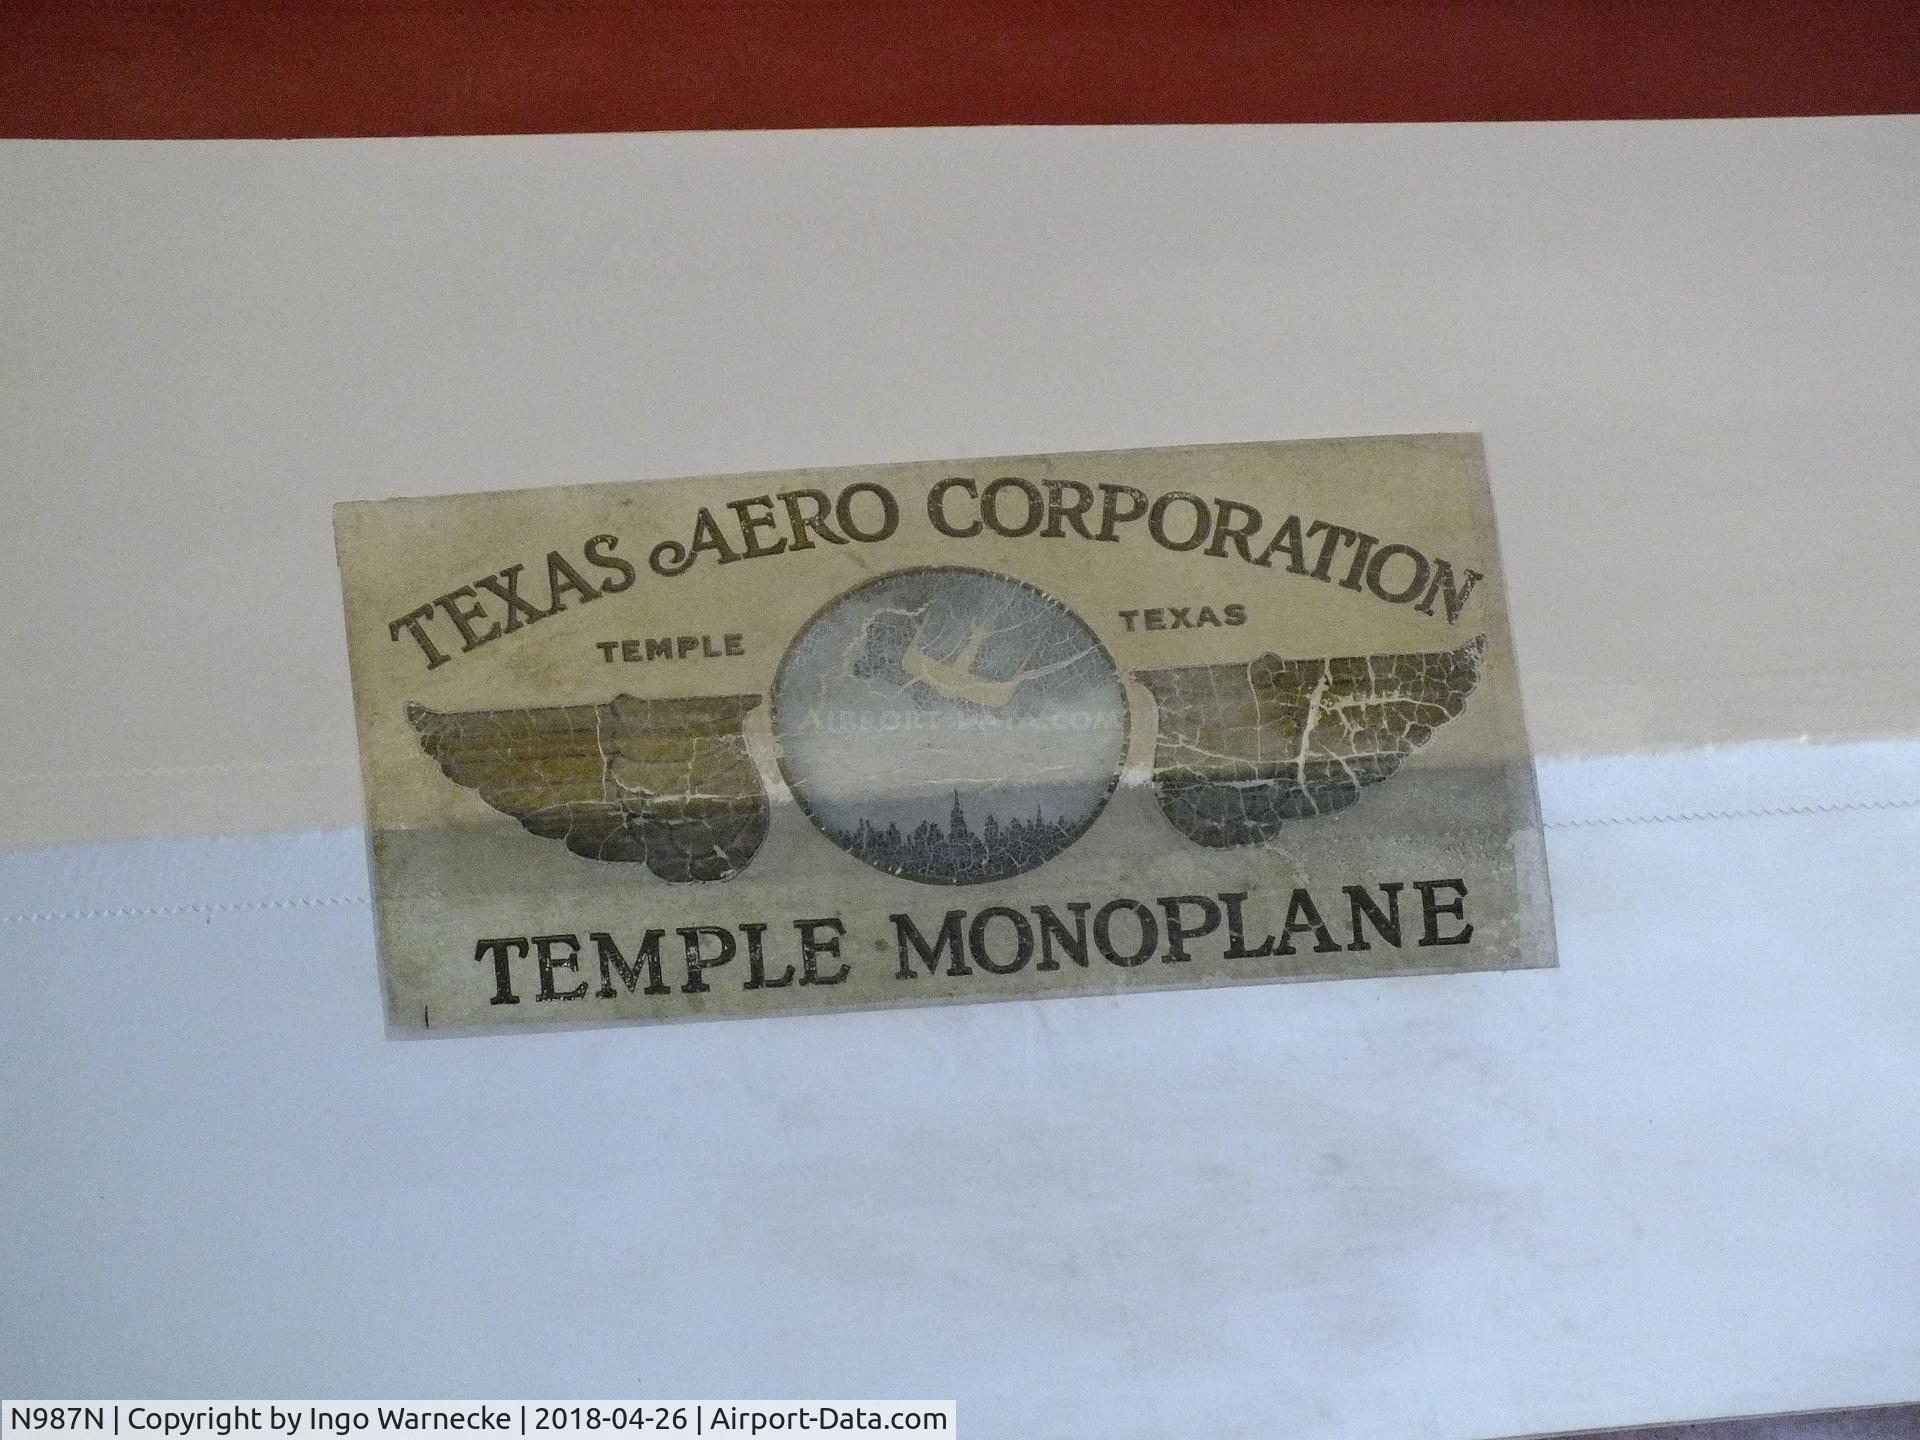 TEXAS AERO CORPORATION
TEMPLE TEXAS
AIRPORT-DATA.COM
TEMPLE MONOPLANE
N987N | Copyright by Ingo Warnecke | 2018-04-26 | Airport-Data.com